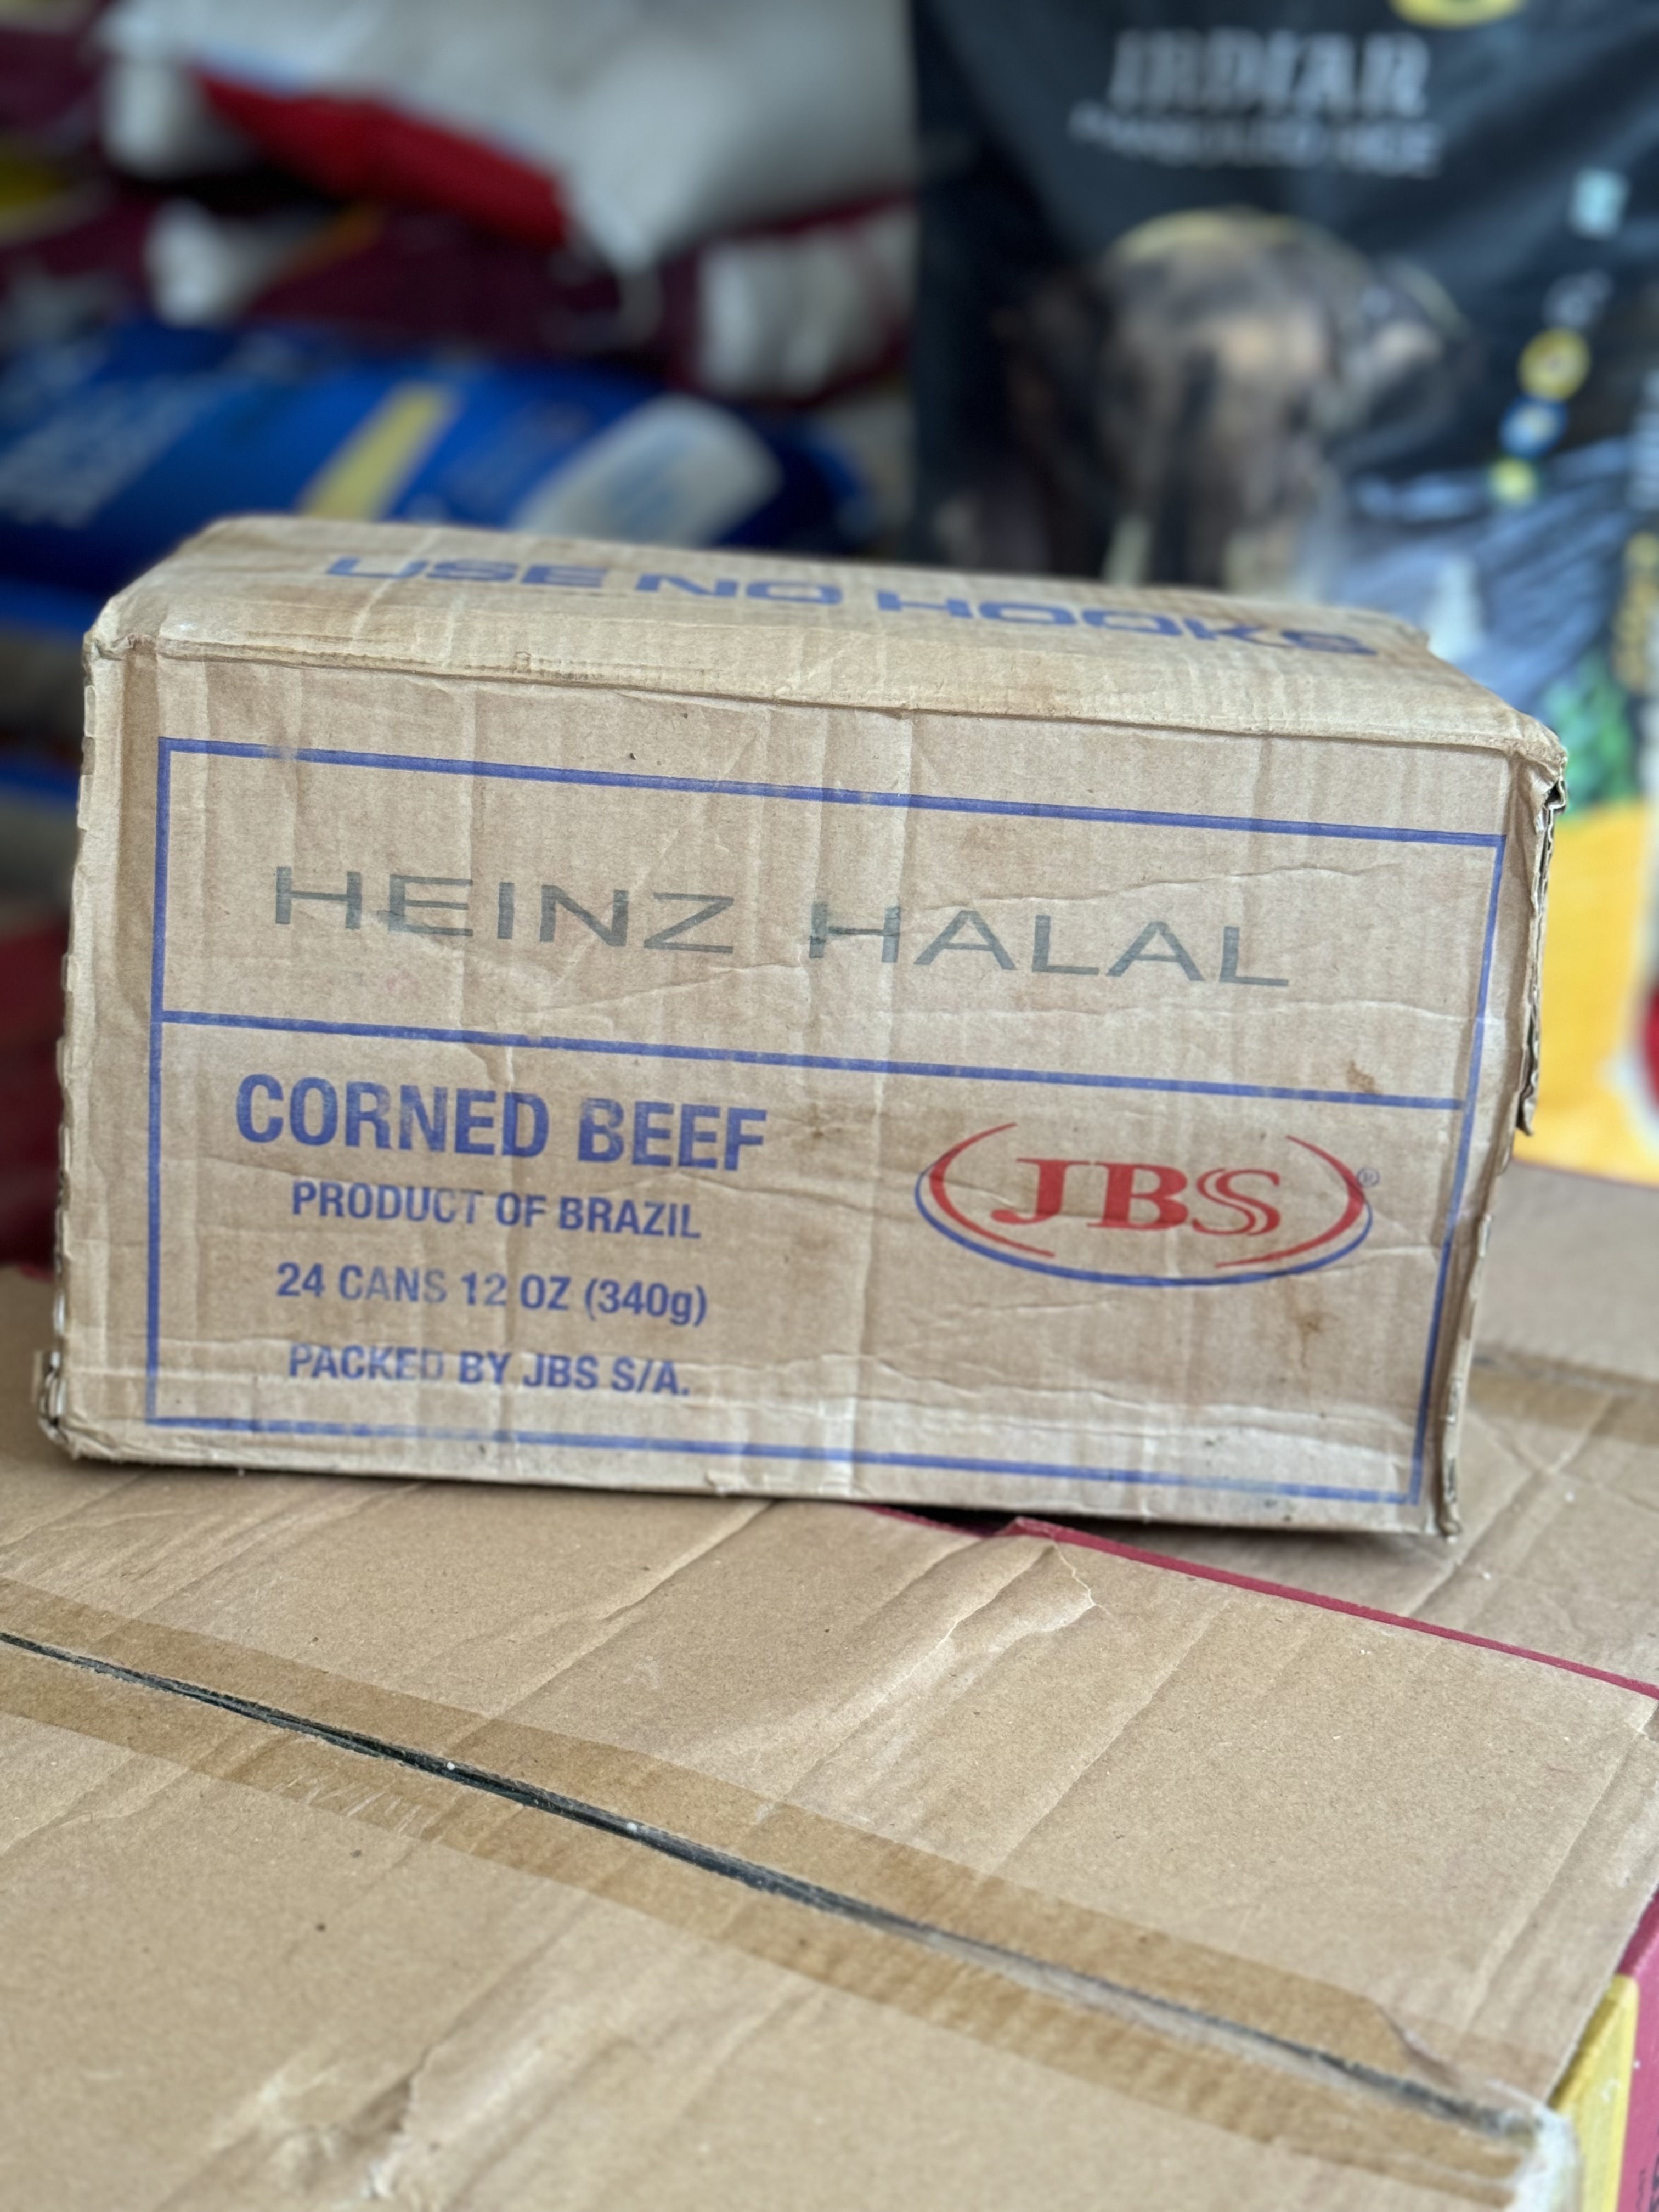 INDIAN
USE NO HOOKS
HEINZ HALAL
CORNED BEEF
PRODUCT OF BRAZIL
24 CANS 12 OZ (340g)
PACKED BY JBS S/A.
JBS®